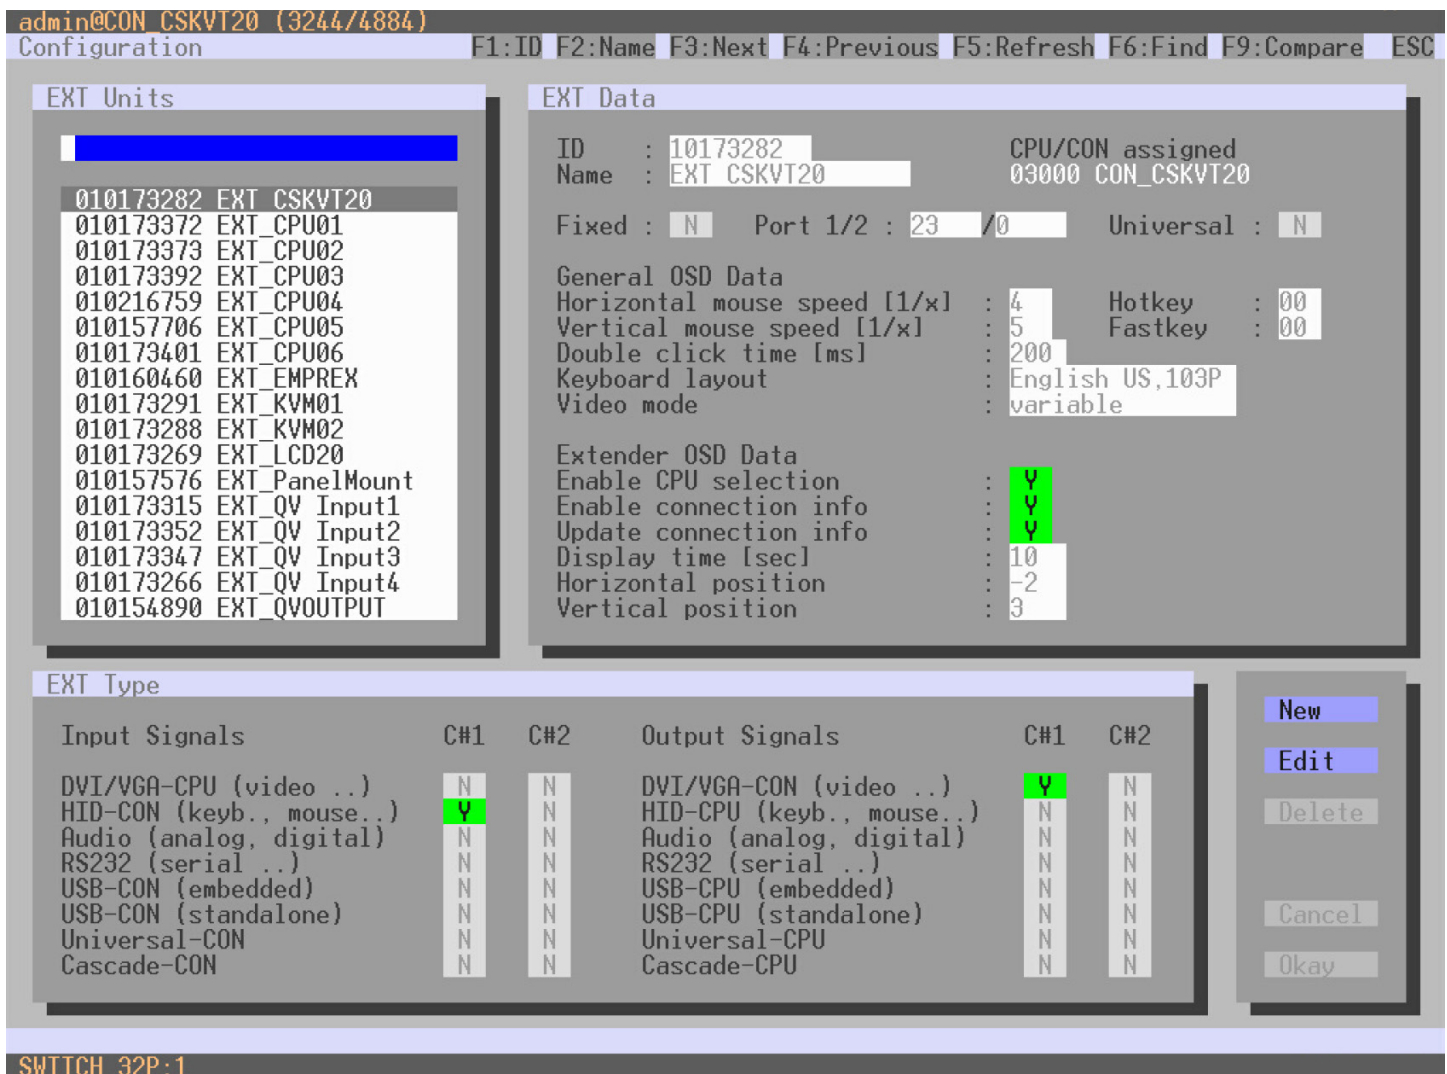 admin@CON_CSKVT20 (3244/4884)
Configuration F1:ID F2:Name F3:Next F4:Previous F5:Refresh F6:Find F9:Compare ESC
EXT Units
010173282 EXT_CSKVT20
010173372 EXT_CPU01
010173373 EXT_CPU02
010173392 EXT_CPU03
010216759 EXT_CPU04
010157706 EXT_CPU05
010173401 EXT_CPU06
010160460 EXT_EMPREX
010173291 EXT_KVM01
010173288 EXT_KVM02
010173269 EXT_LCD20
010157576 EXT_PanelMount
010173315 EXT_QV Input1
010173352 EXT_QV Input2
010173347 EXT_QV Input3
010173266 EXT_QV Input4
010154890 EXT_QVOUTPUT
EXT Data
ID : 10173282 CPU/CON assigned
Name : EXT_CSKVT20 03000 CON_CSKVT20
Fixed : N Port 1/2 : 23 /0 Universal : N
General OSD Data
Horizontal mouse speed [1/x] : 4 Hotkey : 00
Vertical mouse speed [1/x] : 5 Fastkey : 00
Double click time [ms] : 200
Keyboard layout : English US,103P
Video mode : variable
Extender OSD Data
Enable CPU selection : Y
Enable connection info : Y
Update connection info : Y
Display time [sec] : 10
Horizontal position : -2
Vertical position : 3
EXT Type
Input Signals C#1 C#2 Output Signals C#1 C#2
DVI/VGA-CPU (video ..) N N DVI/VGA-CON (video ..) Y N
HID-CON (keyb., mouse..) Y N HID-CPU (keyb., mouse..) N N
Audio (analog, digital) N N Audio (analog, digital) N N
RS232 (serial ..) N N RS232 (serial ..) N N
USB-CON (embedded) N N USB-CPU (embedded) N N
USB-CON (standalone) N N USB-CPU (standalone) N N
Universal-CON N N Universal-CPU N N
Cascade-CON N N Cascade-CPU N N
New
Edit
Delete
Cancel
Okay
SWITCH_32P:1